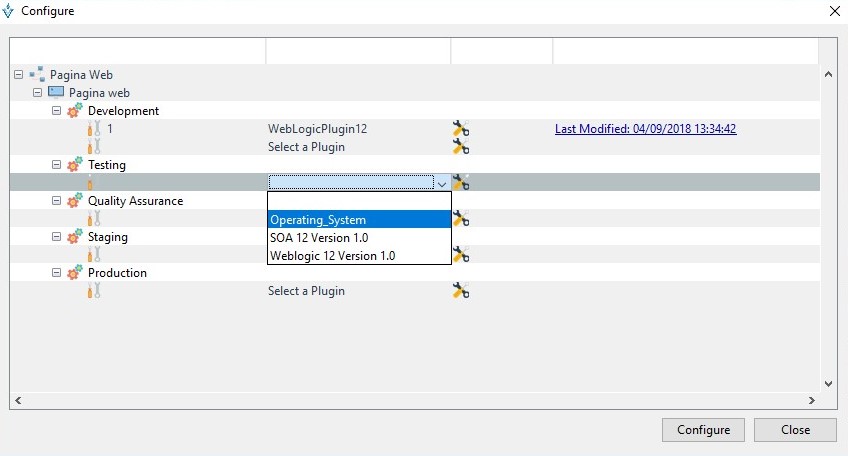 Configure
Pagina Web
Pagina web
Development
1 WebLogicPlugin12 Last Modified: 04/09/2018 13:34:42
Select a Plugin
Testing
Quality Assurance
Operating_System
Staging
SOA 12 Version 1.0
Weblogic 12 Version 1.0
Production
Select a Plugin
Configure Close